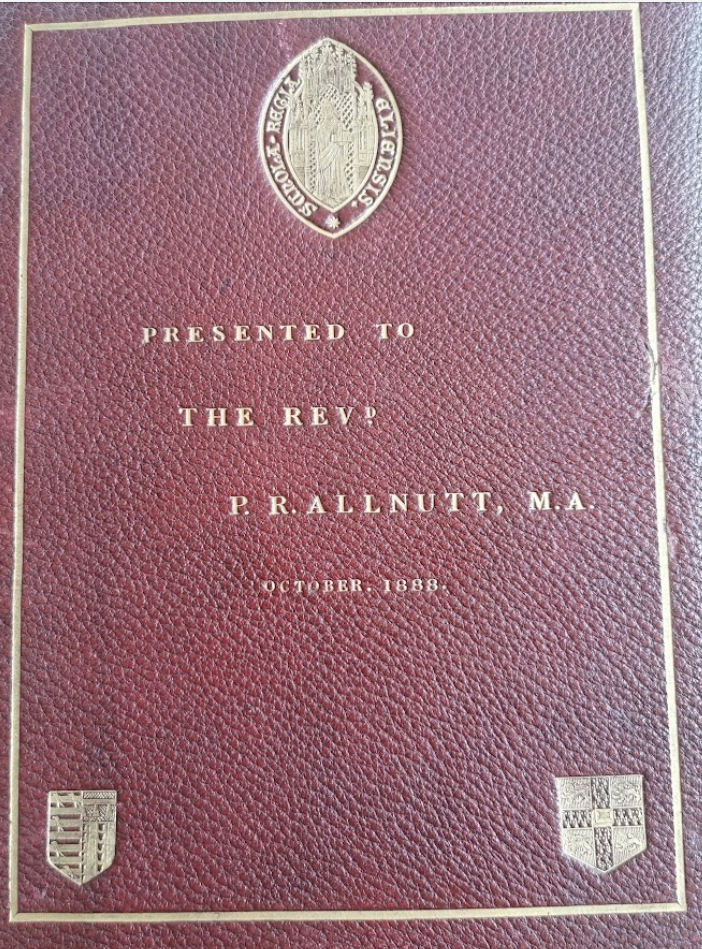 SCHOLA · REGIA ELIENSIS.
PRESENTED TO
THE REVD
P. R. ALLNUTT, M.A.
OCTOBER. 1888.